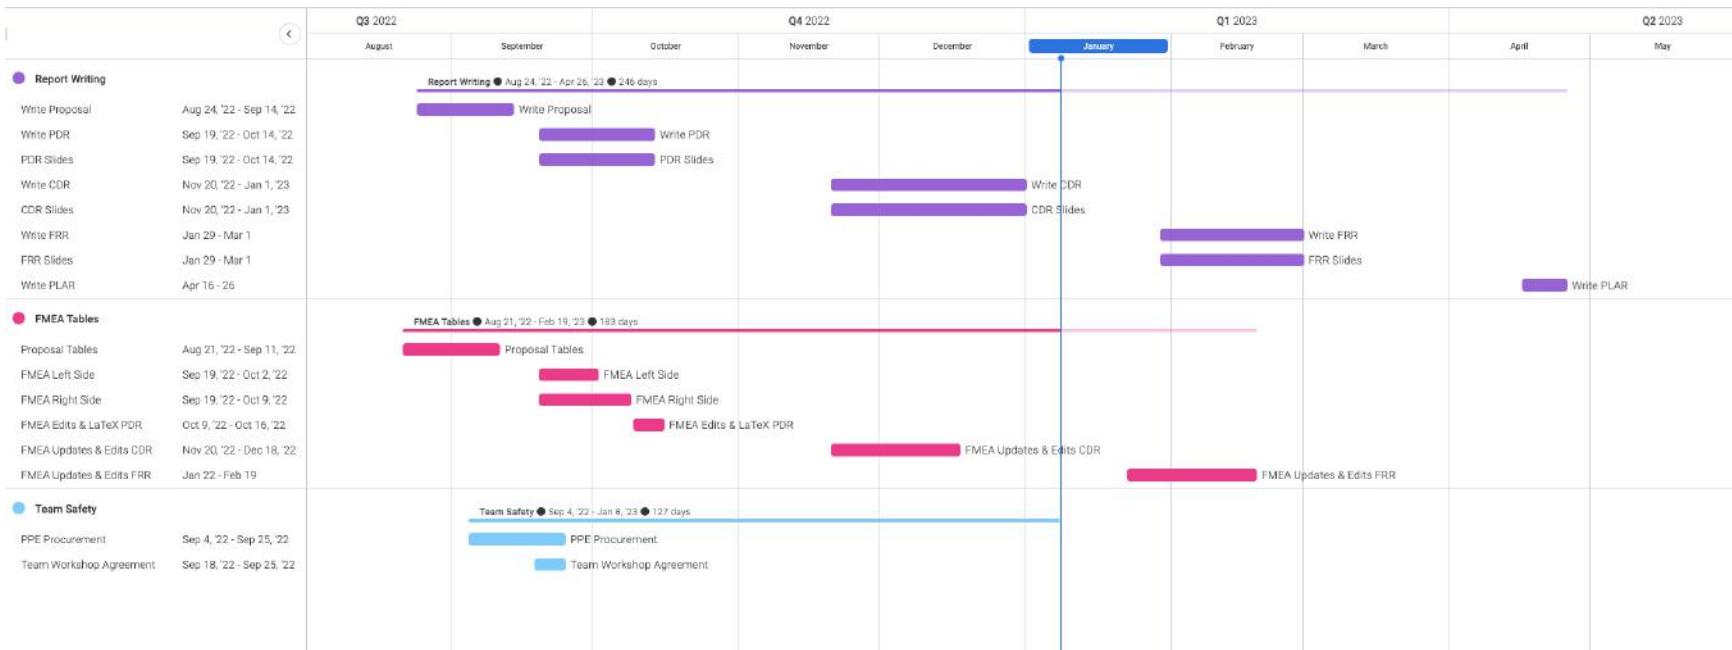 Q3 2022 Q4 2022 Q1 2023 Q2 2023
August September October November December January February March April May
Report Writing
Report Writing ● Aug 24, '22 - Apr 26, '23 ● 246 days
Write Proposal Aug 24, '22 - Sep 14, '22 Write Proposal
Write PDR Sep 19, '22 - Oct 14, '22 Write PDR
PDR Slides Sep 19, '22 - Oct 14, '22 PDR Slides
Write CDR Nov 20, '22 - Jan 1, '23 Write CDR
CDR Slides Nov 20, '22 - Jan 1, '23 CDR Slides
Write FRR Jan 29 - Mar 1 Write FRR
FRR Slides Jan 29 - Mar 1 FRR Slides
Write PLAR Apr 16 - 26 Write PLAR
FMEA Tables
FMEA Tables ● Aug 21, '22 - Feb 19, '23 ● 183 days
Proposal Tables Aug 21, '22 - Sep 11, '22 Proposal Tables
FMEA Left Side Sep 19, '22 - Oct 2, '22 FMEA Left Side
FMEA Right Side Sep 19, '22 - Oct 9, '22 FMEA Right Side
FMEA Edits & LaTeX PDR Oct 9, '22 - Oct 16, '22 FMEA Edits & LaTeX PDR
FMEA Updates & Edits CDR Nov 20, '22 - Dec 18, '22 FMEA Updates & Edits CDR
FMEA Updates & Edits FRR Jan 22 - Feb 19 FMEA Updates & Edits FRR
Team Safety
Team Safety ● Sep 4, '22 - Jan 8, '23 ● 127 days
PPE Procurement Sep 4, '22 - Sep 25, '22 PPE Procurement
Team Workshop Agreement Sep 18, '22 - Sep 25, '22 Team Workshop Agreement